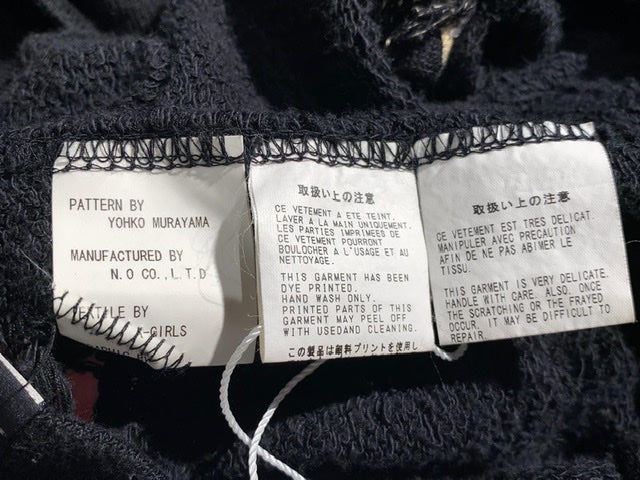 PATTERN BY
YOHKO MURAYAMA
MANUFACTURED BY
N.O CO.,L.T.D
BY
-GIRLS
取扱い上の注意
CE VETEMENT A ETE TEINT.
LAVER A LA MAIN UNIQUEMENT.
LES PARTIES IMPRIMEES DE
CE VETEMENT POURRONT
BOULOCHER A L'USAGE ET AU
NETTOYAGE.
THIS GARMENT HAS BEEN
DYE PRINTED.
HAND WASH ONLY.
PRINTED PARTS OF THIS
GARMENT MAY PEEL OFF
WITH USEDAND CLEANING.
この製品は顔料プリントを使用し
取扱い上の注意
CE VETEMENT EST TRES DELICAT.
MANIPULER AVEC PRECAUTION
AFIN DE NE PAS ABIMER LE
TISSU.
THIS GARMENT IS VERY DELICATE.
HANDLE WITH CARE. ALSO. ONCE
THE SCRATCHING OR THE FRAYED
OCCUR. IT MAY BE DIFFICULT TO
REPAIR.